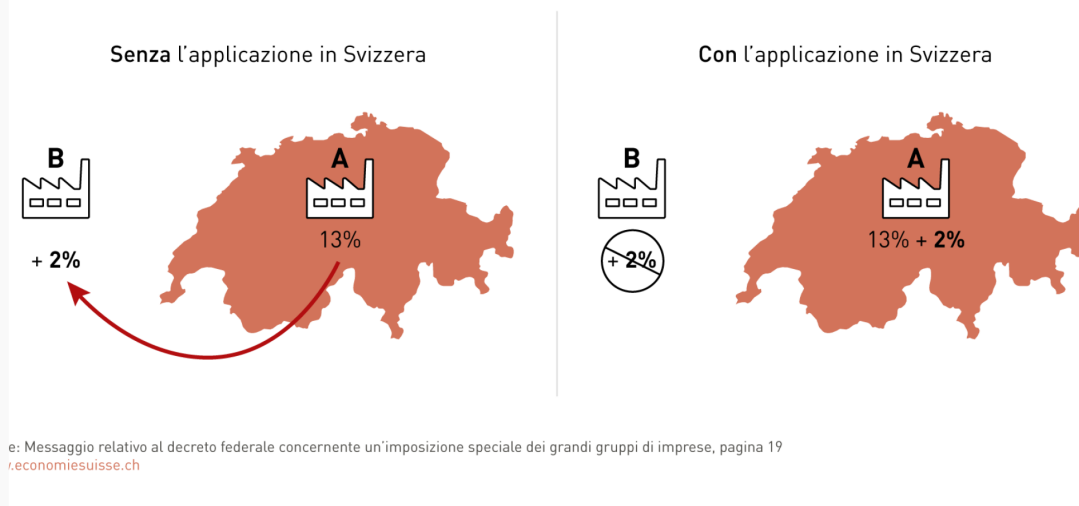 Senza l'applicazione in Svizzera
B
A
13%
+ 2%
Con l'applicazione in Svizzera
B
A
+ 2%
13% + 2%
e: Messaggio relativo al decreto federale concernente un'imposizione speciale dei grandi gruppi di imprese, pagina 19
.economiesuisse.ch